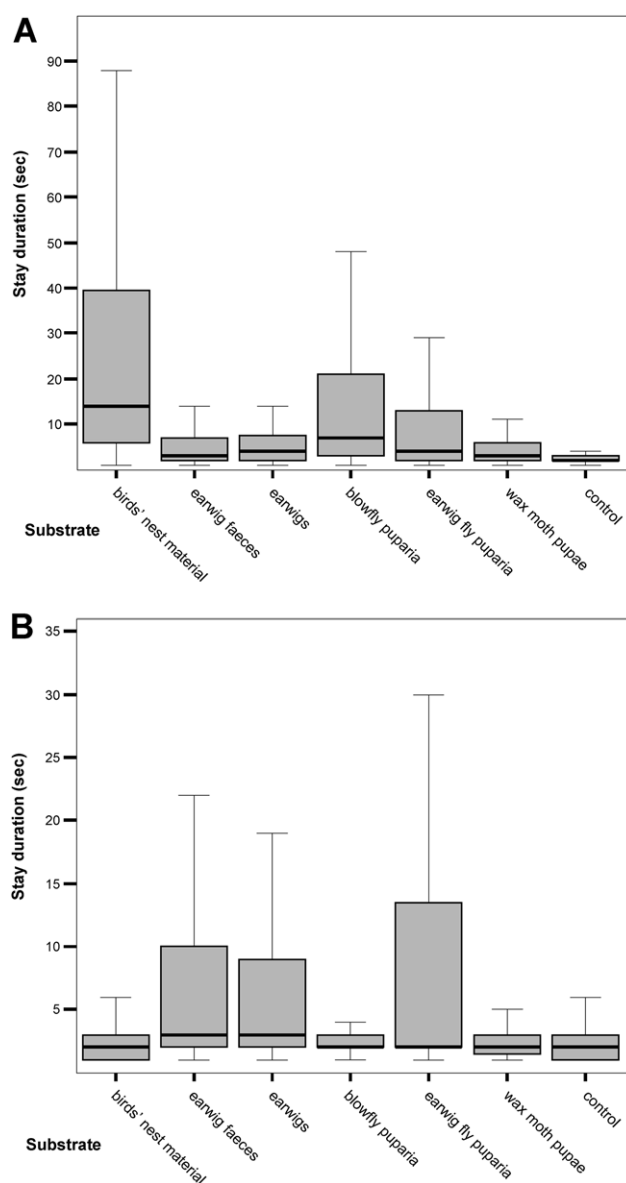 A
90
80
70
60
50
40
30
20
10
Stay duration (sec)
birds' nest material
earwig faeces
earwigs
blowfly puparia
earwig fly puparia
wax moth pupae
control
Substrate
B
35
30
25
20
15
10
5
Stay duration (sec)
birds' nest material
earwig faeces
earwigs
blowfly puparia
earwig fly puparia
wax moth pupae
control
Substrate